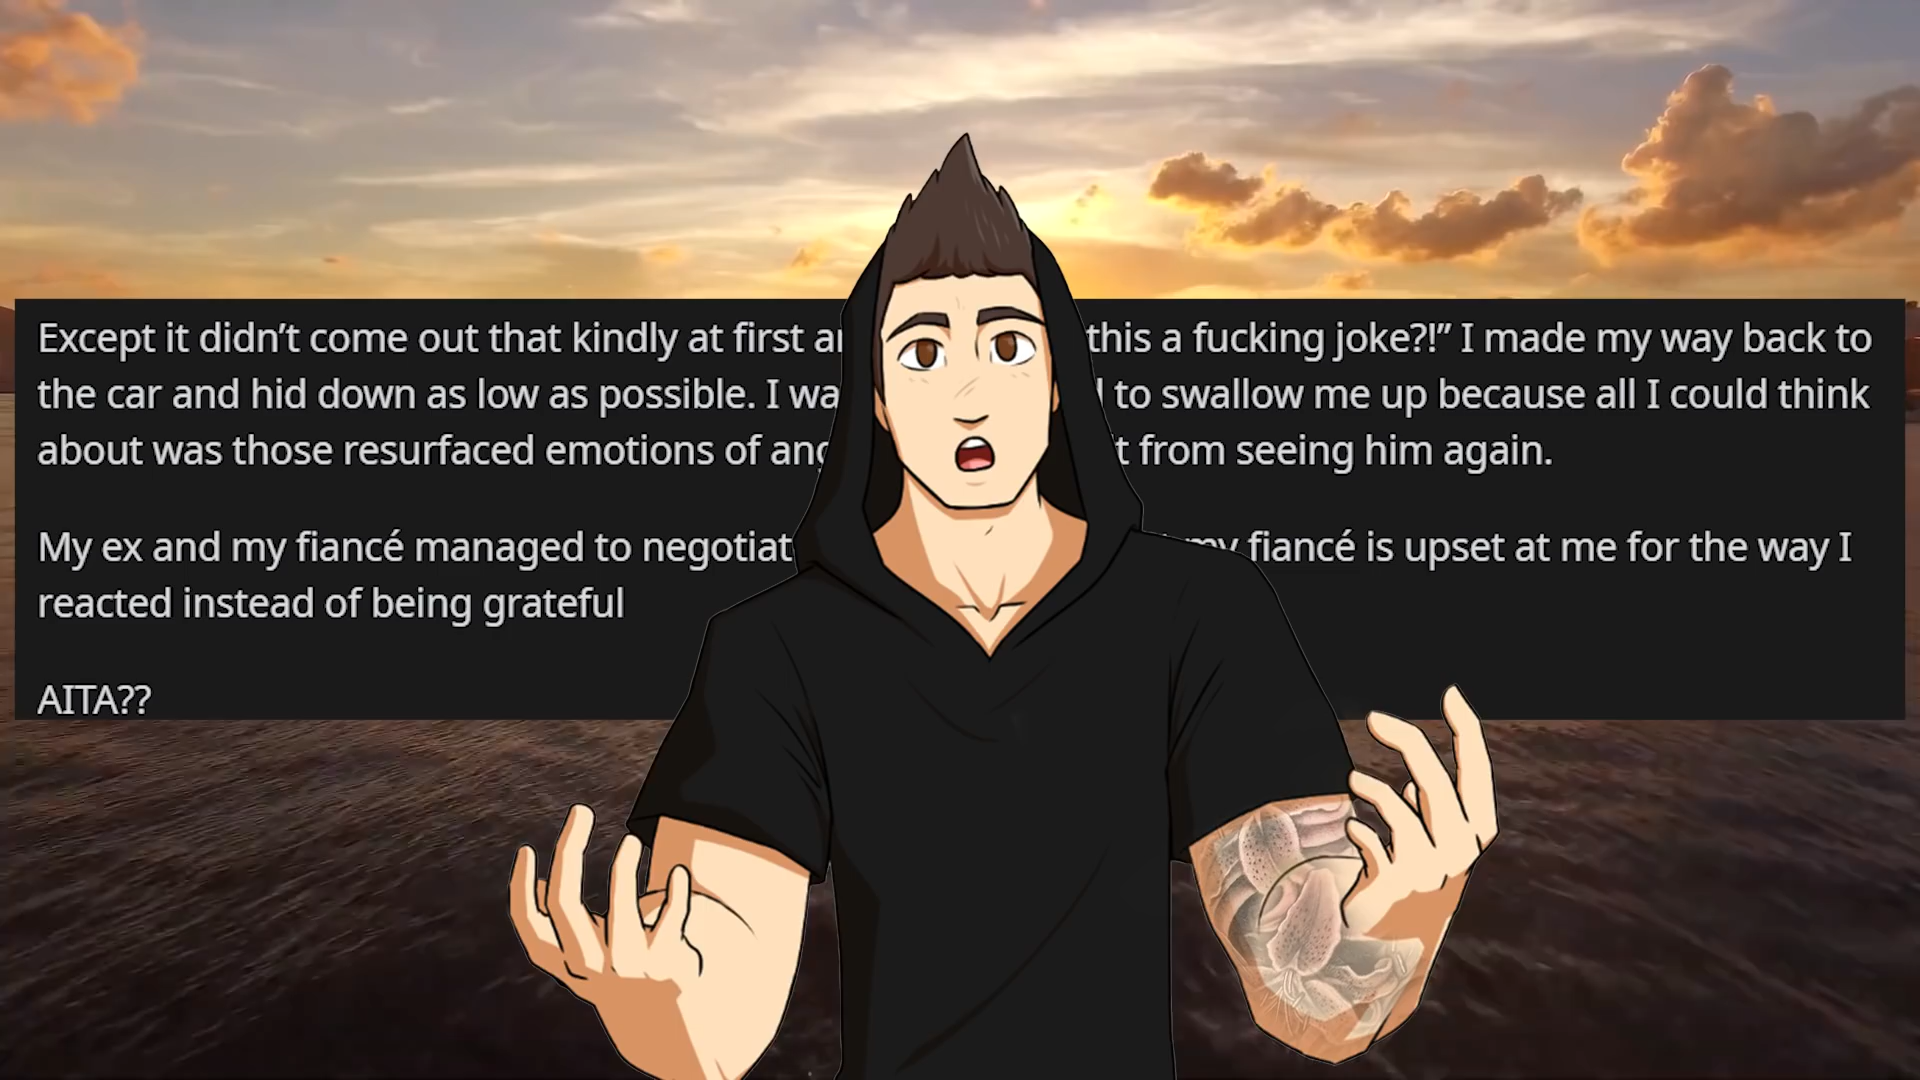 Except it didn’t come out that kindly at first this a fucking joke?!” I made my way back to
the car and hid down as low as possible. I to swallow me up because all I could think
about was those resurfaced emotions of from seeing him again.
My ex and my fiancé managed to my fiancé is upset at me for the way I
reacted instead of being grateful
AITA??